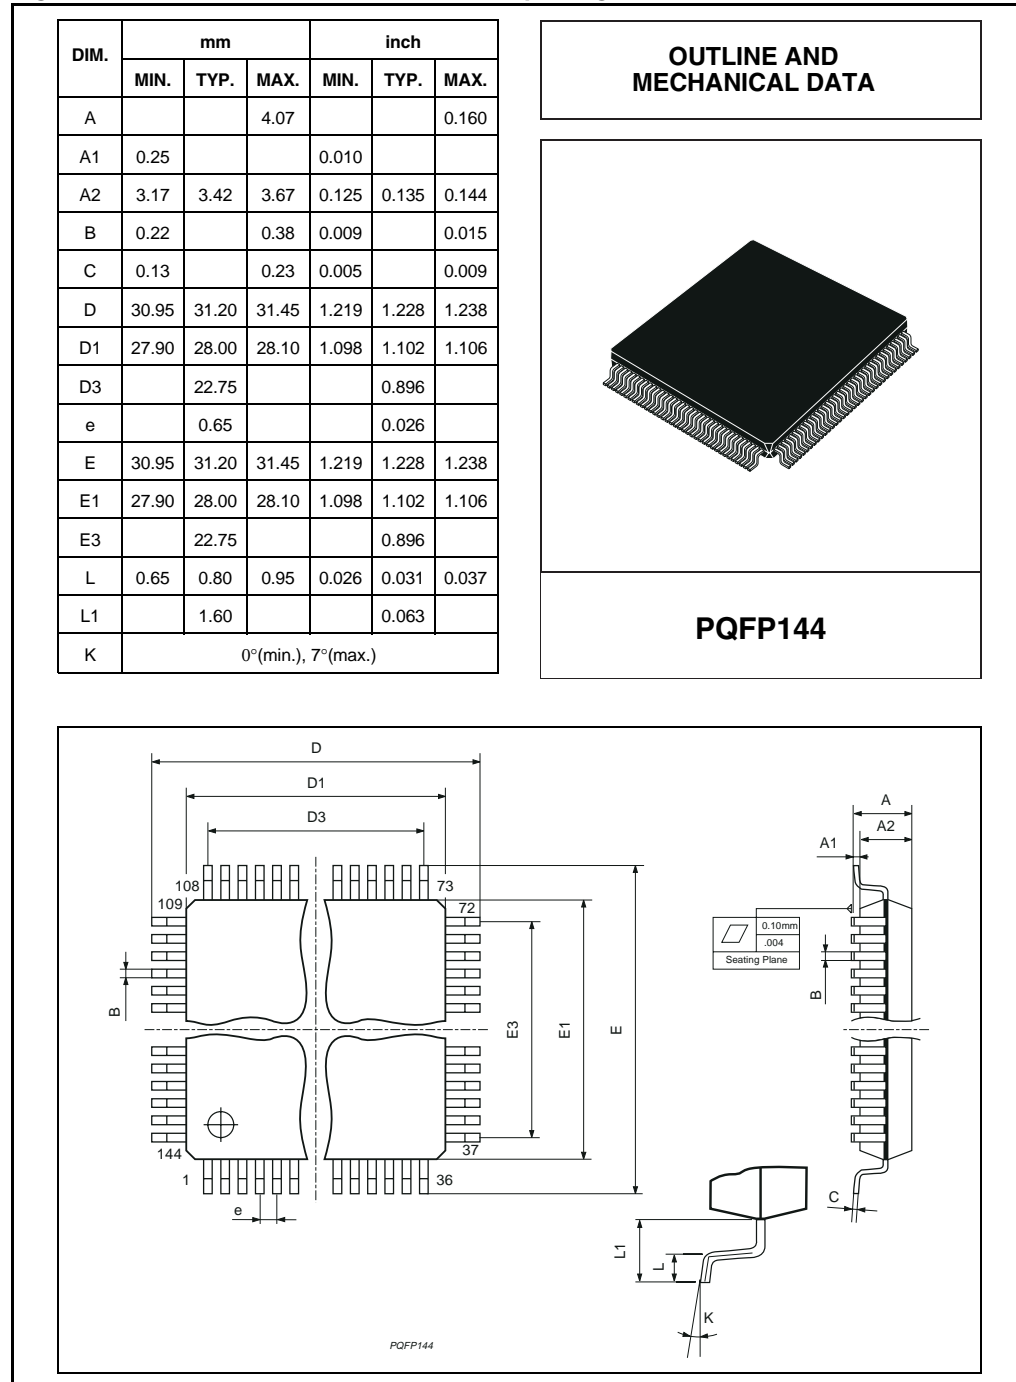 DIM. mm inch
MIN. TYP. MAX. MIN. TYP. MAX.
A 4.07 0.160
A1 0.25 0.010
A2 3.17 3.42 3.67 0.125 0.135 0.144
B 0.22 0.38 0.009 0.015
C 0.13 0.23 0.005 0.009
D 30.95 31.20 31.45 1.219 1.228 1.238
D1 27.90 28.00 28.10 1.098 1.102 1.106
D3 22.75 0.896
e 0.65 0.026
E 30.95 31.20 31.45 1.219 1.228 1.238
E1 27.90 28.00 28.10 1.098 1.102 1.106
E3 22.75 0.896
L 0.65 0.80 0.95 0.026 0.031 0.037
L1 1.60 0.063
K 0°(min.), 7°(max.)
OUTLINE AND
MECHANICAL DATA
PQFP144
D
D1
D3
108
73
109
72
B
E3
E1
E
144
37
1
36
e
A
A2
A1
0.10mm
.004
Seating Plane
B
C
L1
L
K
PQFP144